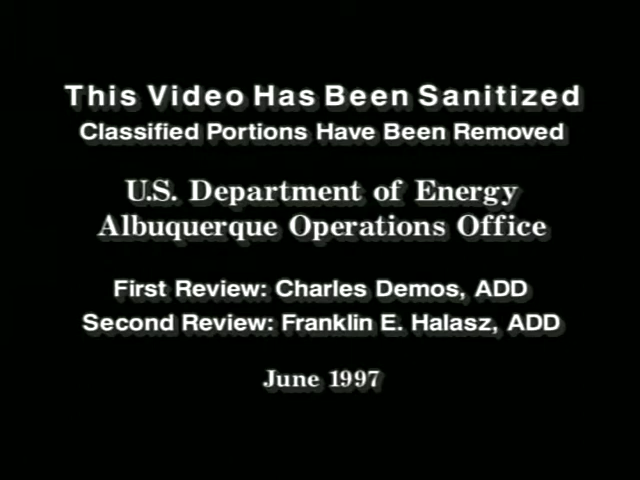 This Video Has Been Sanitized
Classified Portions Have Been Removed
U.S. Department of Energy
Albuquerque Operations Office
First Review: Charles Demos, ADD
Second Review: Franklin E. Halasz, ADD
June 1997